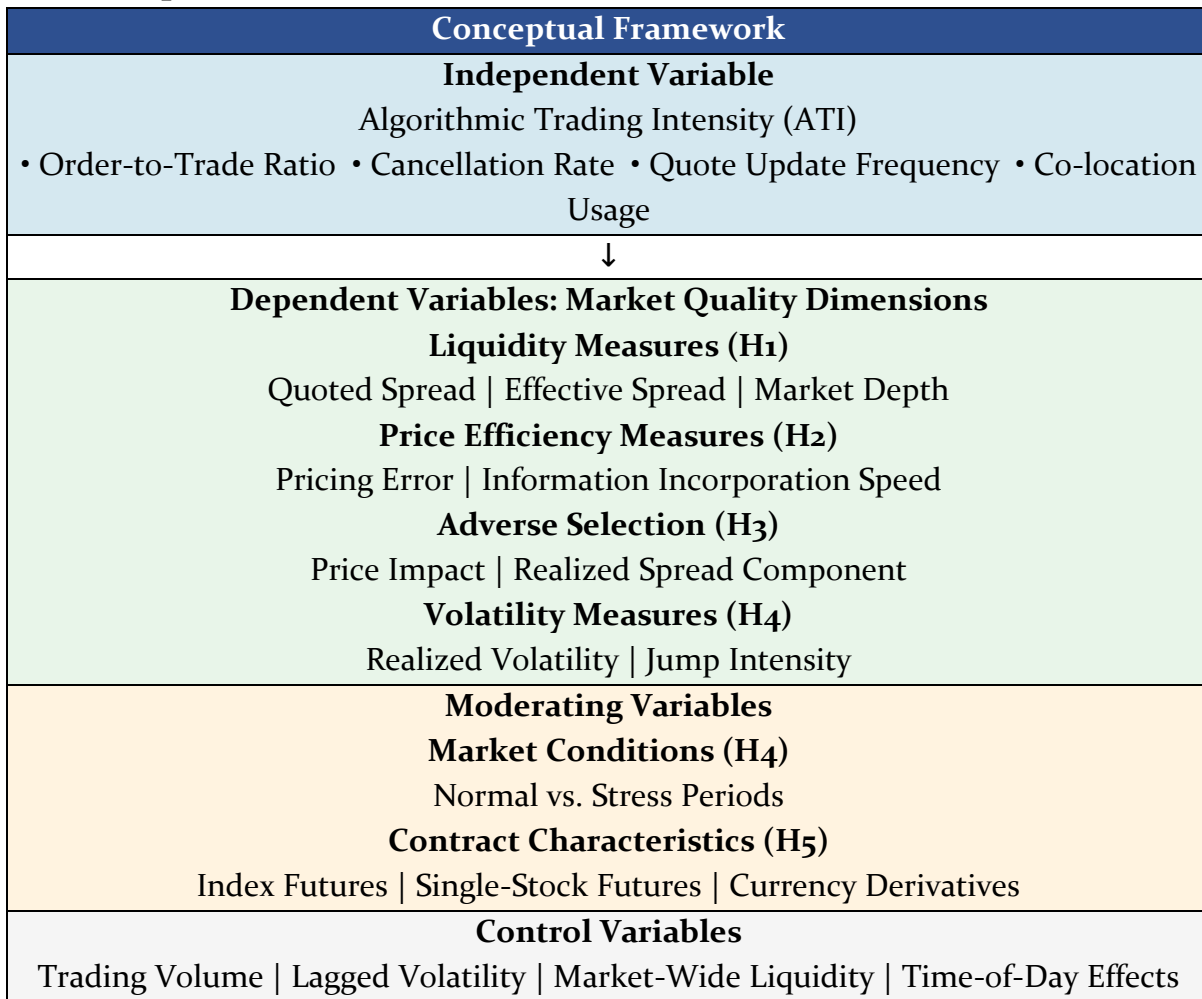 Conceptual Framework
Independent Variable
Algorithmic Trading Intensity (ATI)
• Order-to-Trade Ratio • Cancellation Rate • Quote Update Frequency • Co-location
Usage
↓
Dependent Variables: Market Quality Dimensions
Liquidity Measures (H1)
Quoted Spread | Effective Spread | Market Depth
Price Efficiency Measures (H2)
Pricing Error | Information Incorporation Speed
Adverse Selection (H3)
Price Impact | Realized Spread Component
Volatility Measures (H4)
Realized Volatility | Jump Intensity
Moderating Variables
Market Conditions (H4)
Normal vs. Stress Periods
Contract Characteristics (H5)
Index Futures | Single-Stock Futures | Currency Derivatives
Control Variables
Trading Volume | Lagged Volatility | Market-Wide Liquidity | Time-of-Day Effects